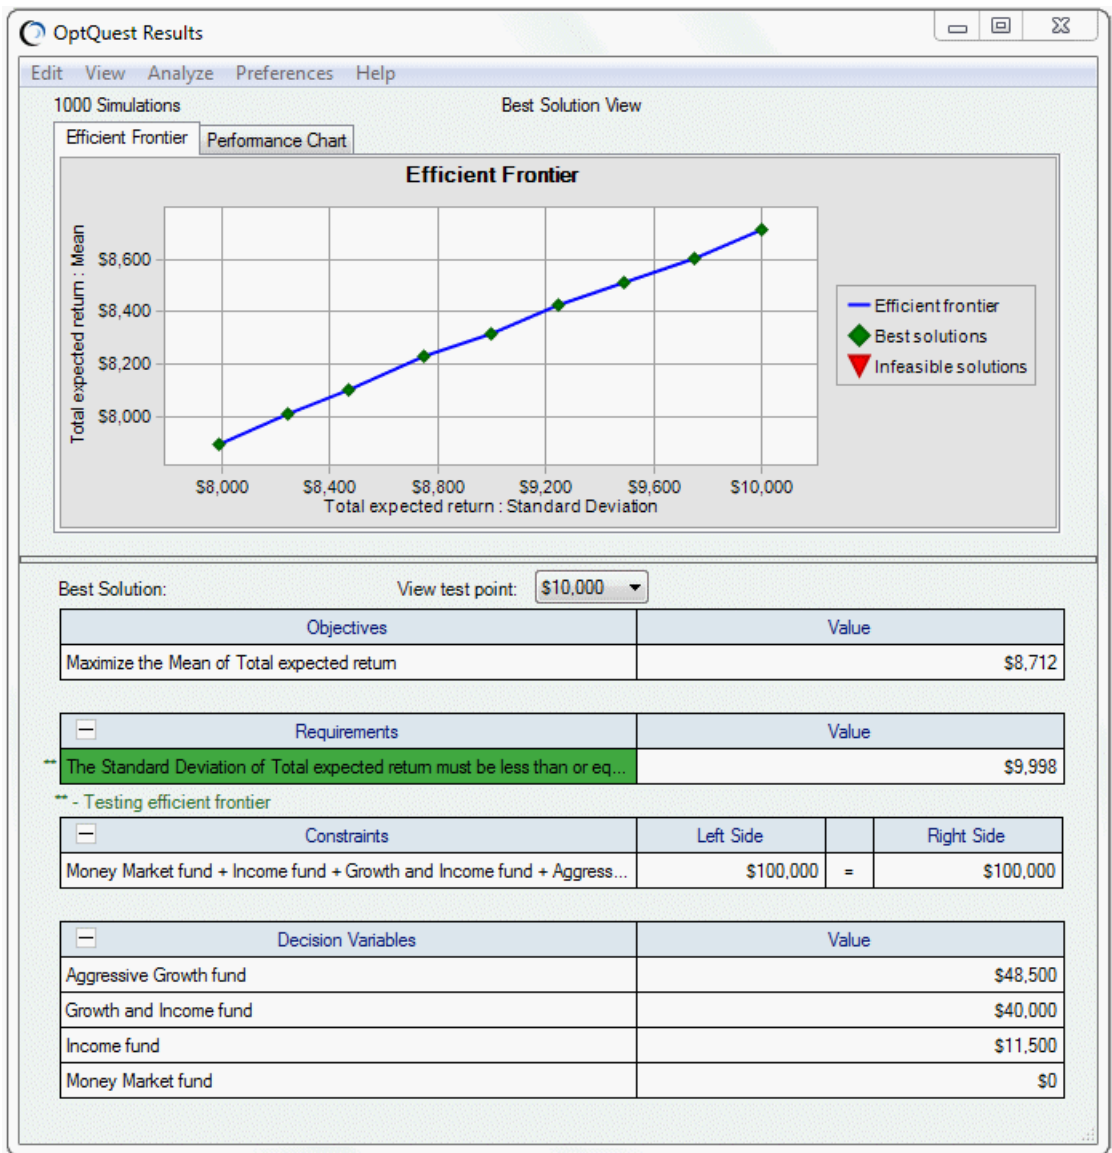 OptQuest Results
Edit View Analyze Preferences Help
1000 Simulations Best Solution View
Efficient Frontier Performance Chart
Efficient Frontier
Total expected return : Mean
$8,600
$8,400
$8,200
$8,000
$8,000 $8,400 $8,800 $9,200 $9,600 $10,000
Total expected return : Standard Deviation
Efficient frontier
Best solutions
Infeasible solutions
Best Solution: View test point: $10,000
Objectives Value
Maximize the Mean of Total expected return $8,712
Requirements Value
** The Standard Deviation of Total expected return must be less than or eq... $9,998
** - Testing efficient frontier
Constraints Left Side Right Side
Money Market fund + Income fund + Growth and Income fund + Aggress... $100,000 = $100,000
Decision Variables Value
Aggressive Growth fund $48,500
Growth and Income fund $40,000
Income fund $11,500
Money Market fund $0